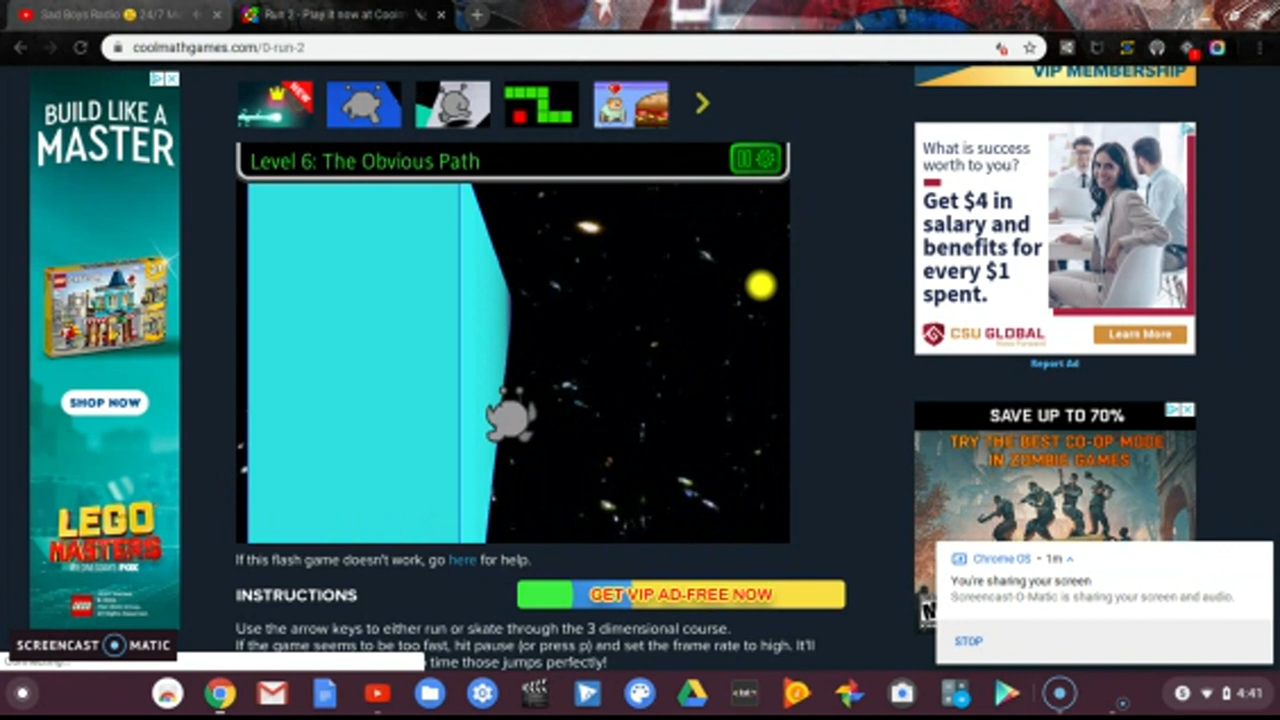 Sad Boys Radio 24/7 M
Run 2 - Play it now at Coolm
coolmathgames.com/0-run-2
BUILD LIKE A
MASTER
SHOP NOW
LEGO
MASTERS
FOX
NEW
Level 6: The Obvious Path
If this flash game doesn't work, go here for help.
INSTRUCTIONS
GET VIP AD-FREE NOW
Use the arrow keys to either run or skate through the 3 dimensional course.
If the game seems to be too fast, hit pause (or press p) and set the frame rate to high. It'll
time those jumps perfectly!
VIP MEMBERSHIP
What is success
worth to you?
Get $4 in
salary and
benefits for
every $1
spent.
CSU GLOBAL
Learn More
Report Ad
SAVE UP TO 70%
TRY THE BEST CO-OP MODE
IN ZOMBIE GAMES
Chrome OS • 1m
You're sharing your screen
Screencast-O-Matic is sharing your screen and audio.
STOP
SCREENCAST MATIC
Connecting...
4:41